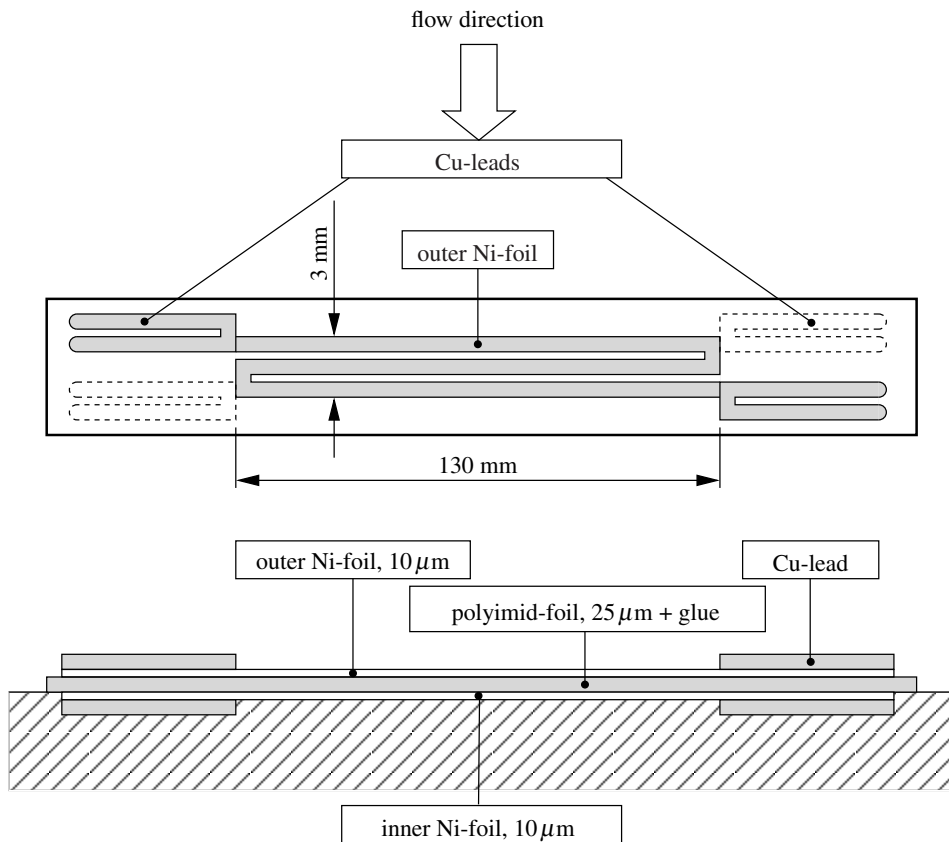 flow direction
Cu-leads
3 mm
outer Ni-foil
130 mm
outer Ni-foil, 10 μm
Cu-lead
polyimid-foil, 25 μm + glue
inner Ni-foil, 10 μm